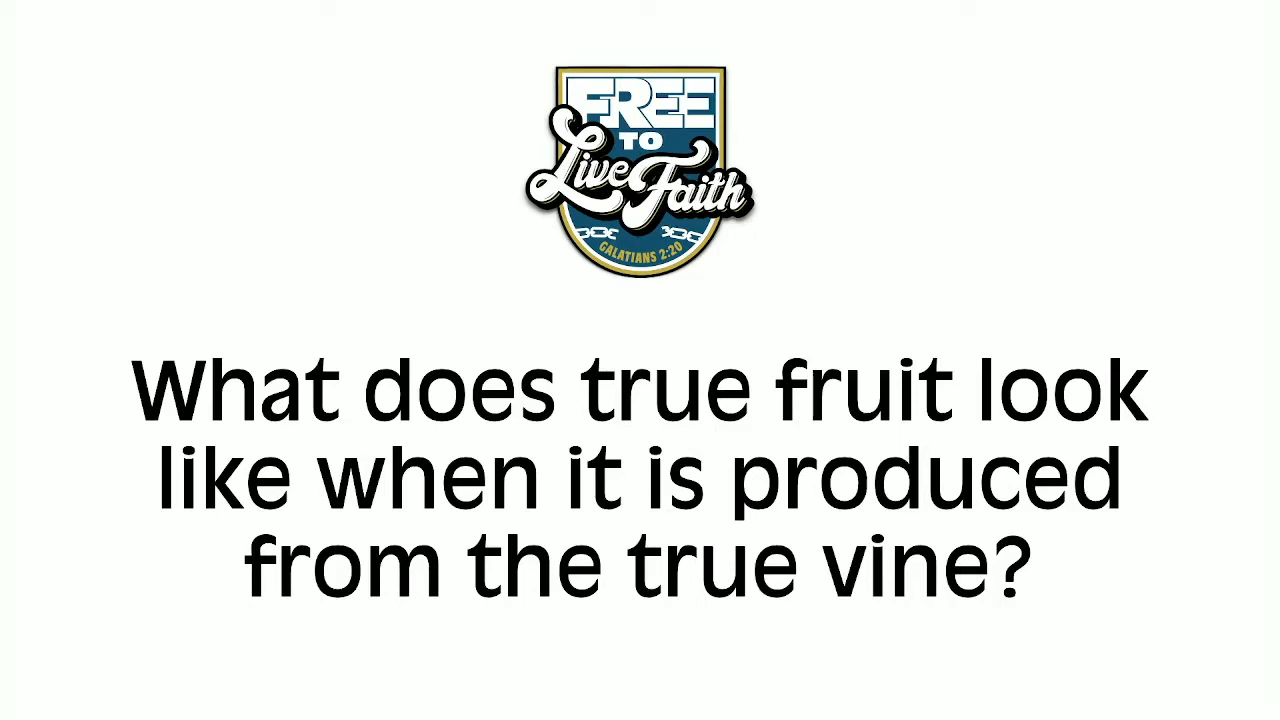 FREE
TO
Live Faith
GALATIANS 2:20
What does true fruit look
like when it is produced
from the true vine?